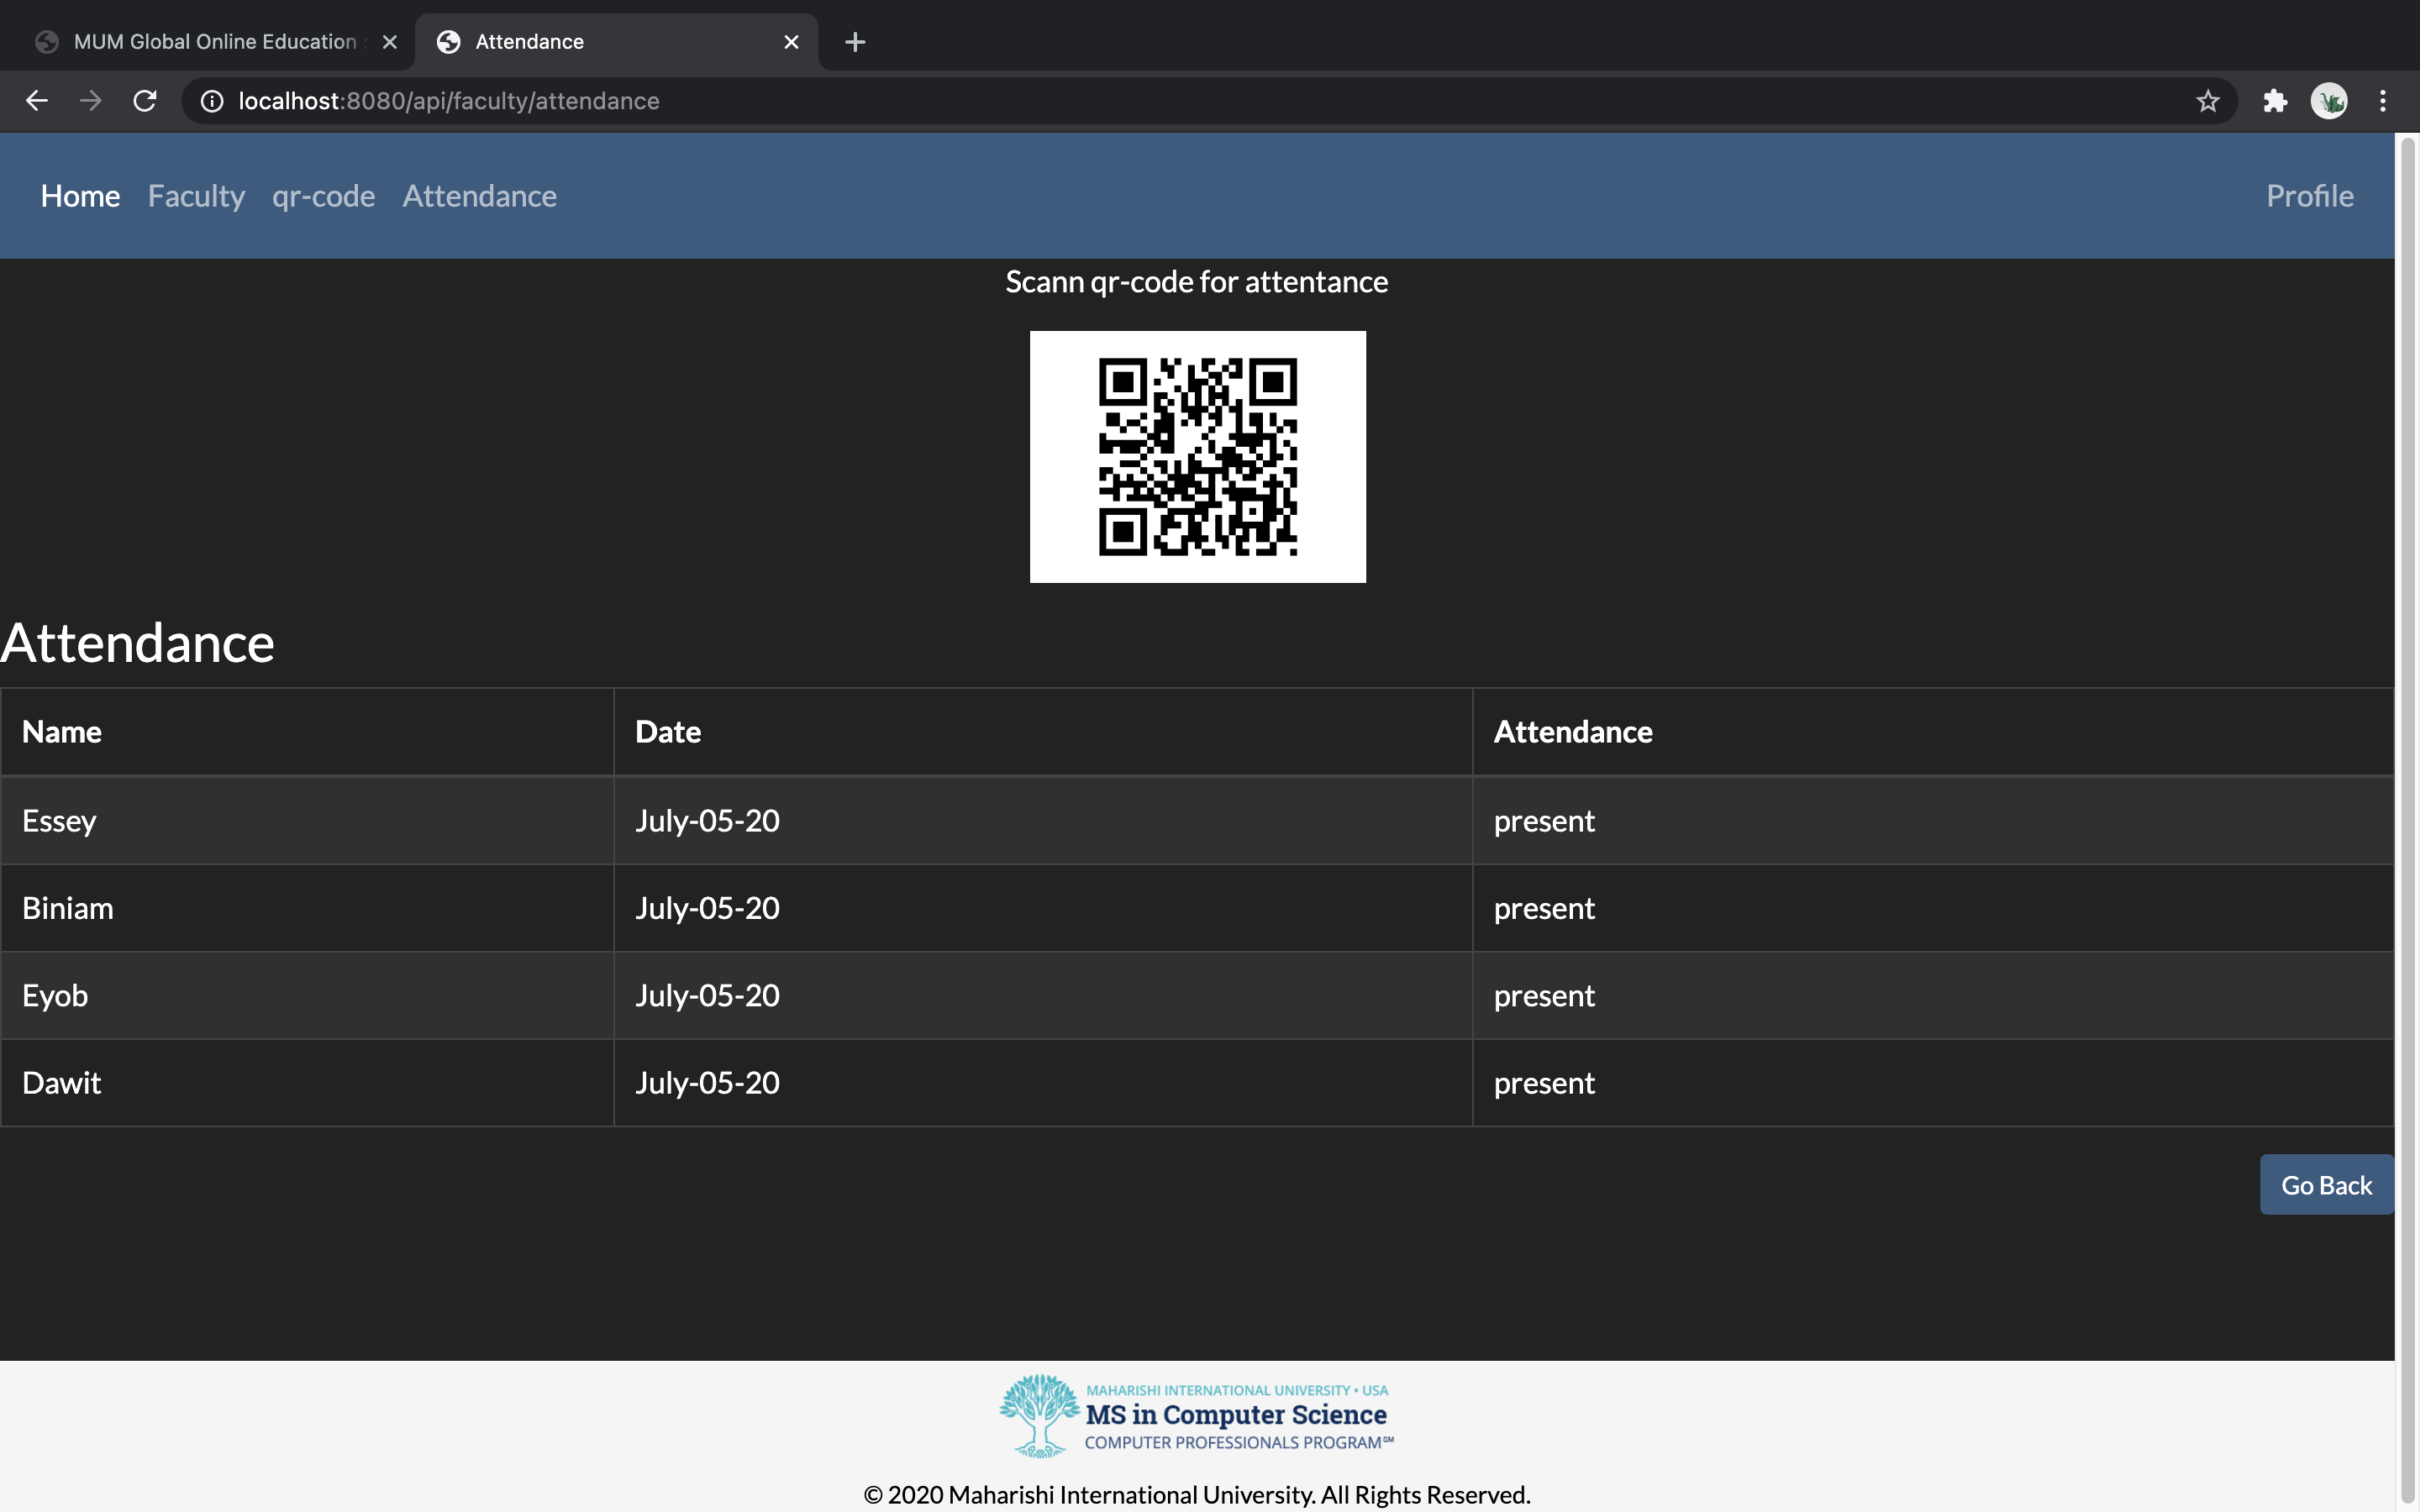 MUM Global Online Education
Attendance
localhost:8080/api/faculty/attendance
Home Faculty qr-code Attendance Profile
Scann qr-code for attentance
Attendance
Name Date Attendance
Essey July-05-20 present
Biniam July-05-20 present
Eyob July-05-20 present
Dawit July-05-20 present
Go Back
MAHARISHI INTERNATIONAL UNIVERSITY • USA
MS in Computer Science
COMPUTER PROFESSIONALS PROGRAM℠
© 2020 Maharishi International University. All Rights Reserved.